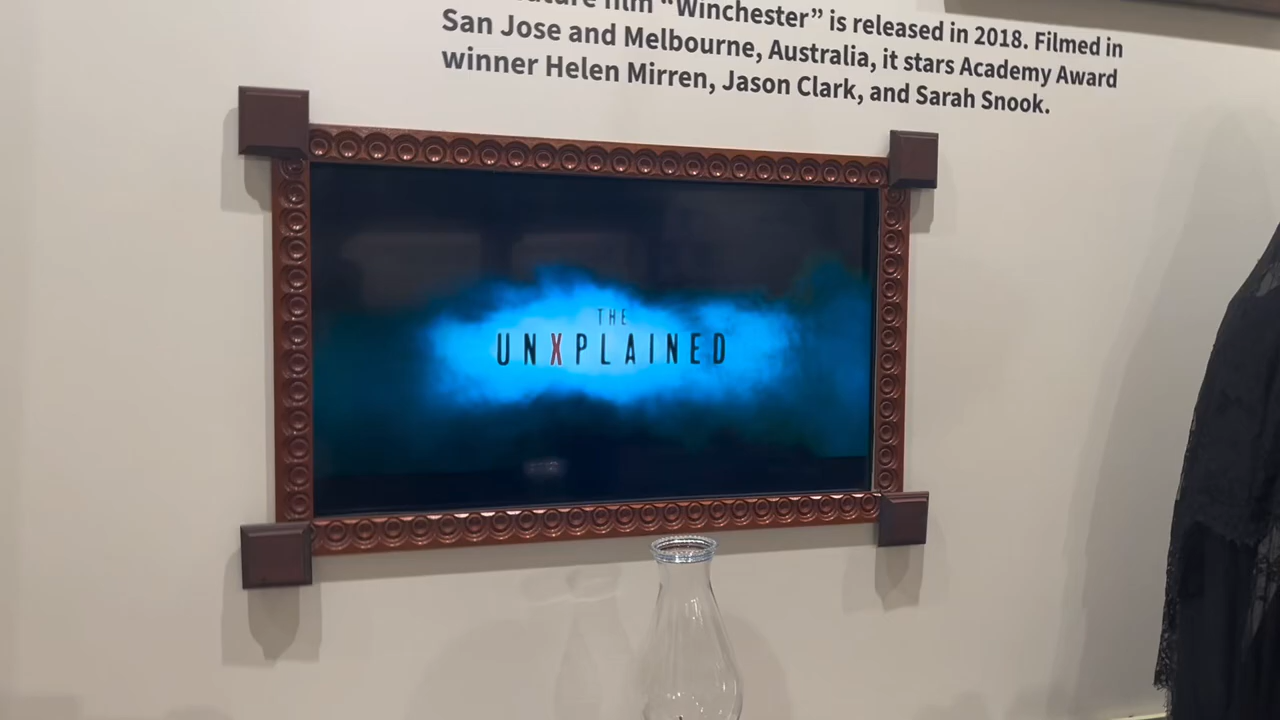 film “Winchester” is released in 2018. Filmed in
San Jose and Melbourne, Australia, it stars Academy Award
winner Helen Mirren, Jason Clark, and Sarah Snook.
THE
UNXPLAINED